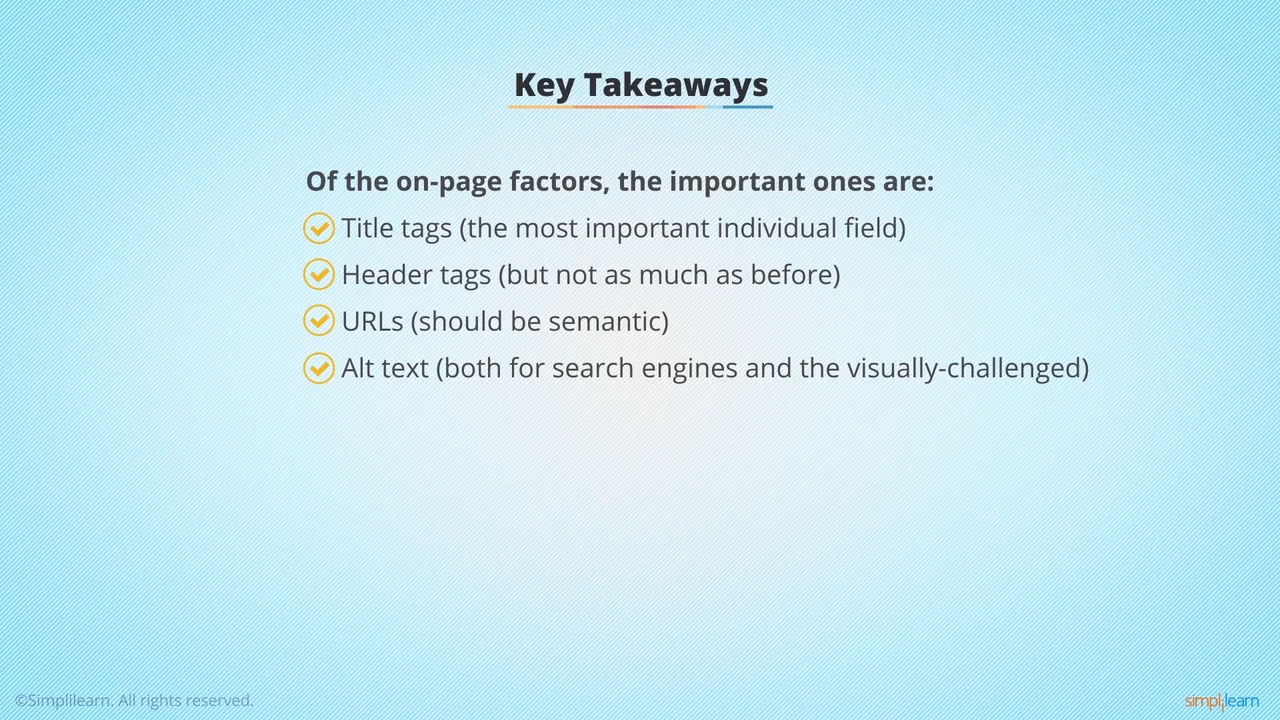 Key Takeaways
Of the on-page factors, the important ones are:
Title tags (the most important individual field)
Header tags (but not as much as before)
URLs (should be semantic)
Alt text (both for search engines and the visually-challenged)
©Simplilearn. All rights reserved.
simplilearn